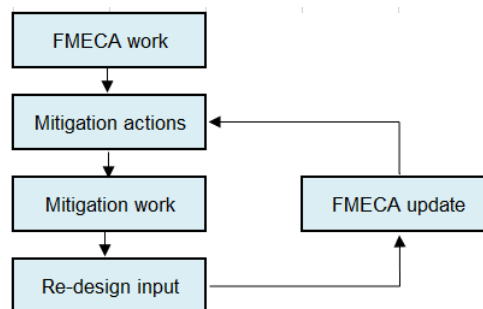 FMECA work
Mitigation actions
Mitigation work
FMECA update
Re-design input